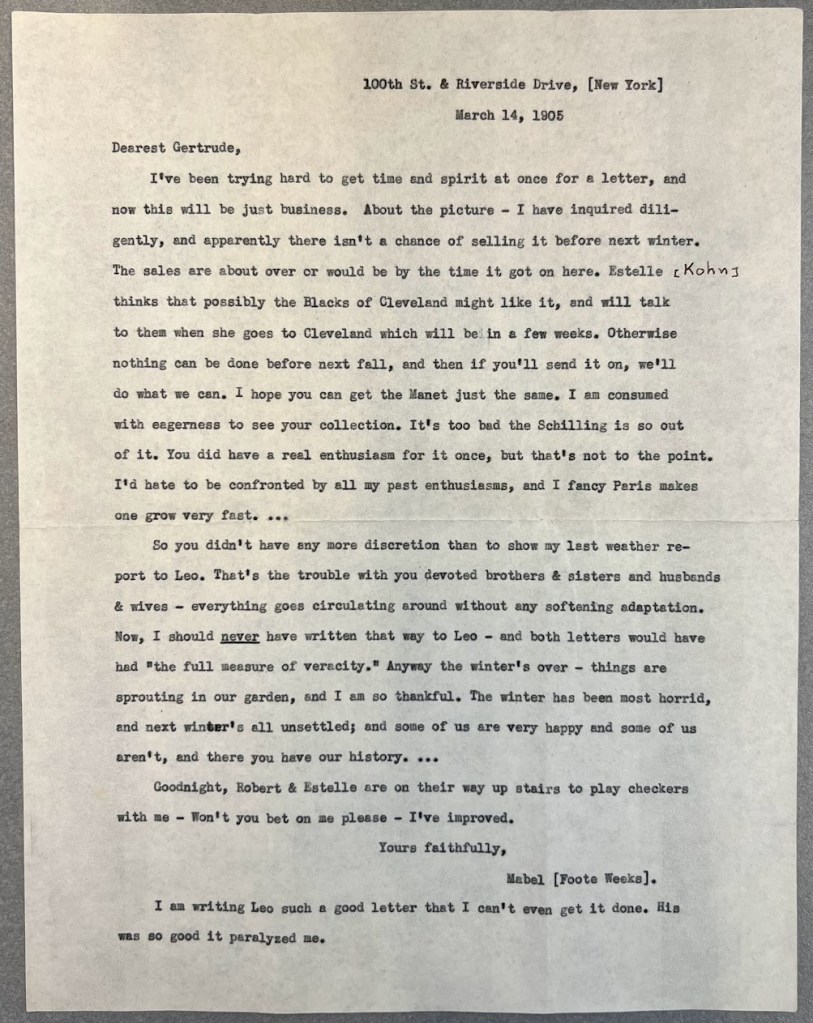 100th St. & Riverside Drive, [New York]
March 14, 1905
Dearest Gertrude,
I've been trying hard to get time and spirit at once for a letter, and
now this will be just business. About the picture - I have inquired dili-
gently, and apparently there isn't a chance of selling it before next winter.
The sales are about over or would be by the time it got on here. Estelle [Kohn]
thinks that possibly the Blacks of Cleveland might like it, and will talk
to them when she goes to Cleveland which will be in a few weeks. Otherwise
nothing can be done before next fall, and then if you'll send it on, we'll
do what we can. I hope you can get the Manet just the same. I am consumed
with eagerness to see your collection. It's too bad the Schilling is so out
of it. You did have a real enthusiasm for it once, but that's not to the point.
I'd hate to be confronted by all my past enthusiasms, and I fancy Paris makes
one grow very fast. ...
So you didn't have any more discretion than to show my last weather re-
port to Leo. That's the trouble with you devoted brothers & sisters and husbands
& wives - everything goes circulating around without any softening adaptation.
Now, I should never have written that way to Leo - and both letters would have
had "the full measure of veracity." Anyway the winter's over - things are
sprouting in our garden, and I am so thankful. The winter has been most horrid,
and next winter's all unsettled; and some of us are very happy and some of us
aren't, and there you have our history. ...
Goodnight, Robert & Estelle are on their way up stairs to play checkers
with me - Won't you bet on me please - I've improved.
Yours faithfully,
Mabel [Foote Weeks].
I am writing Leo such a good letter that I can't even get it done. His
was so good it paralyzed me.